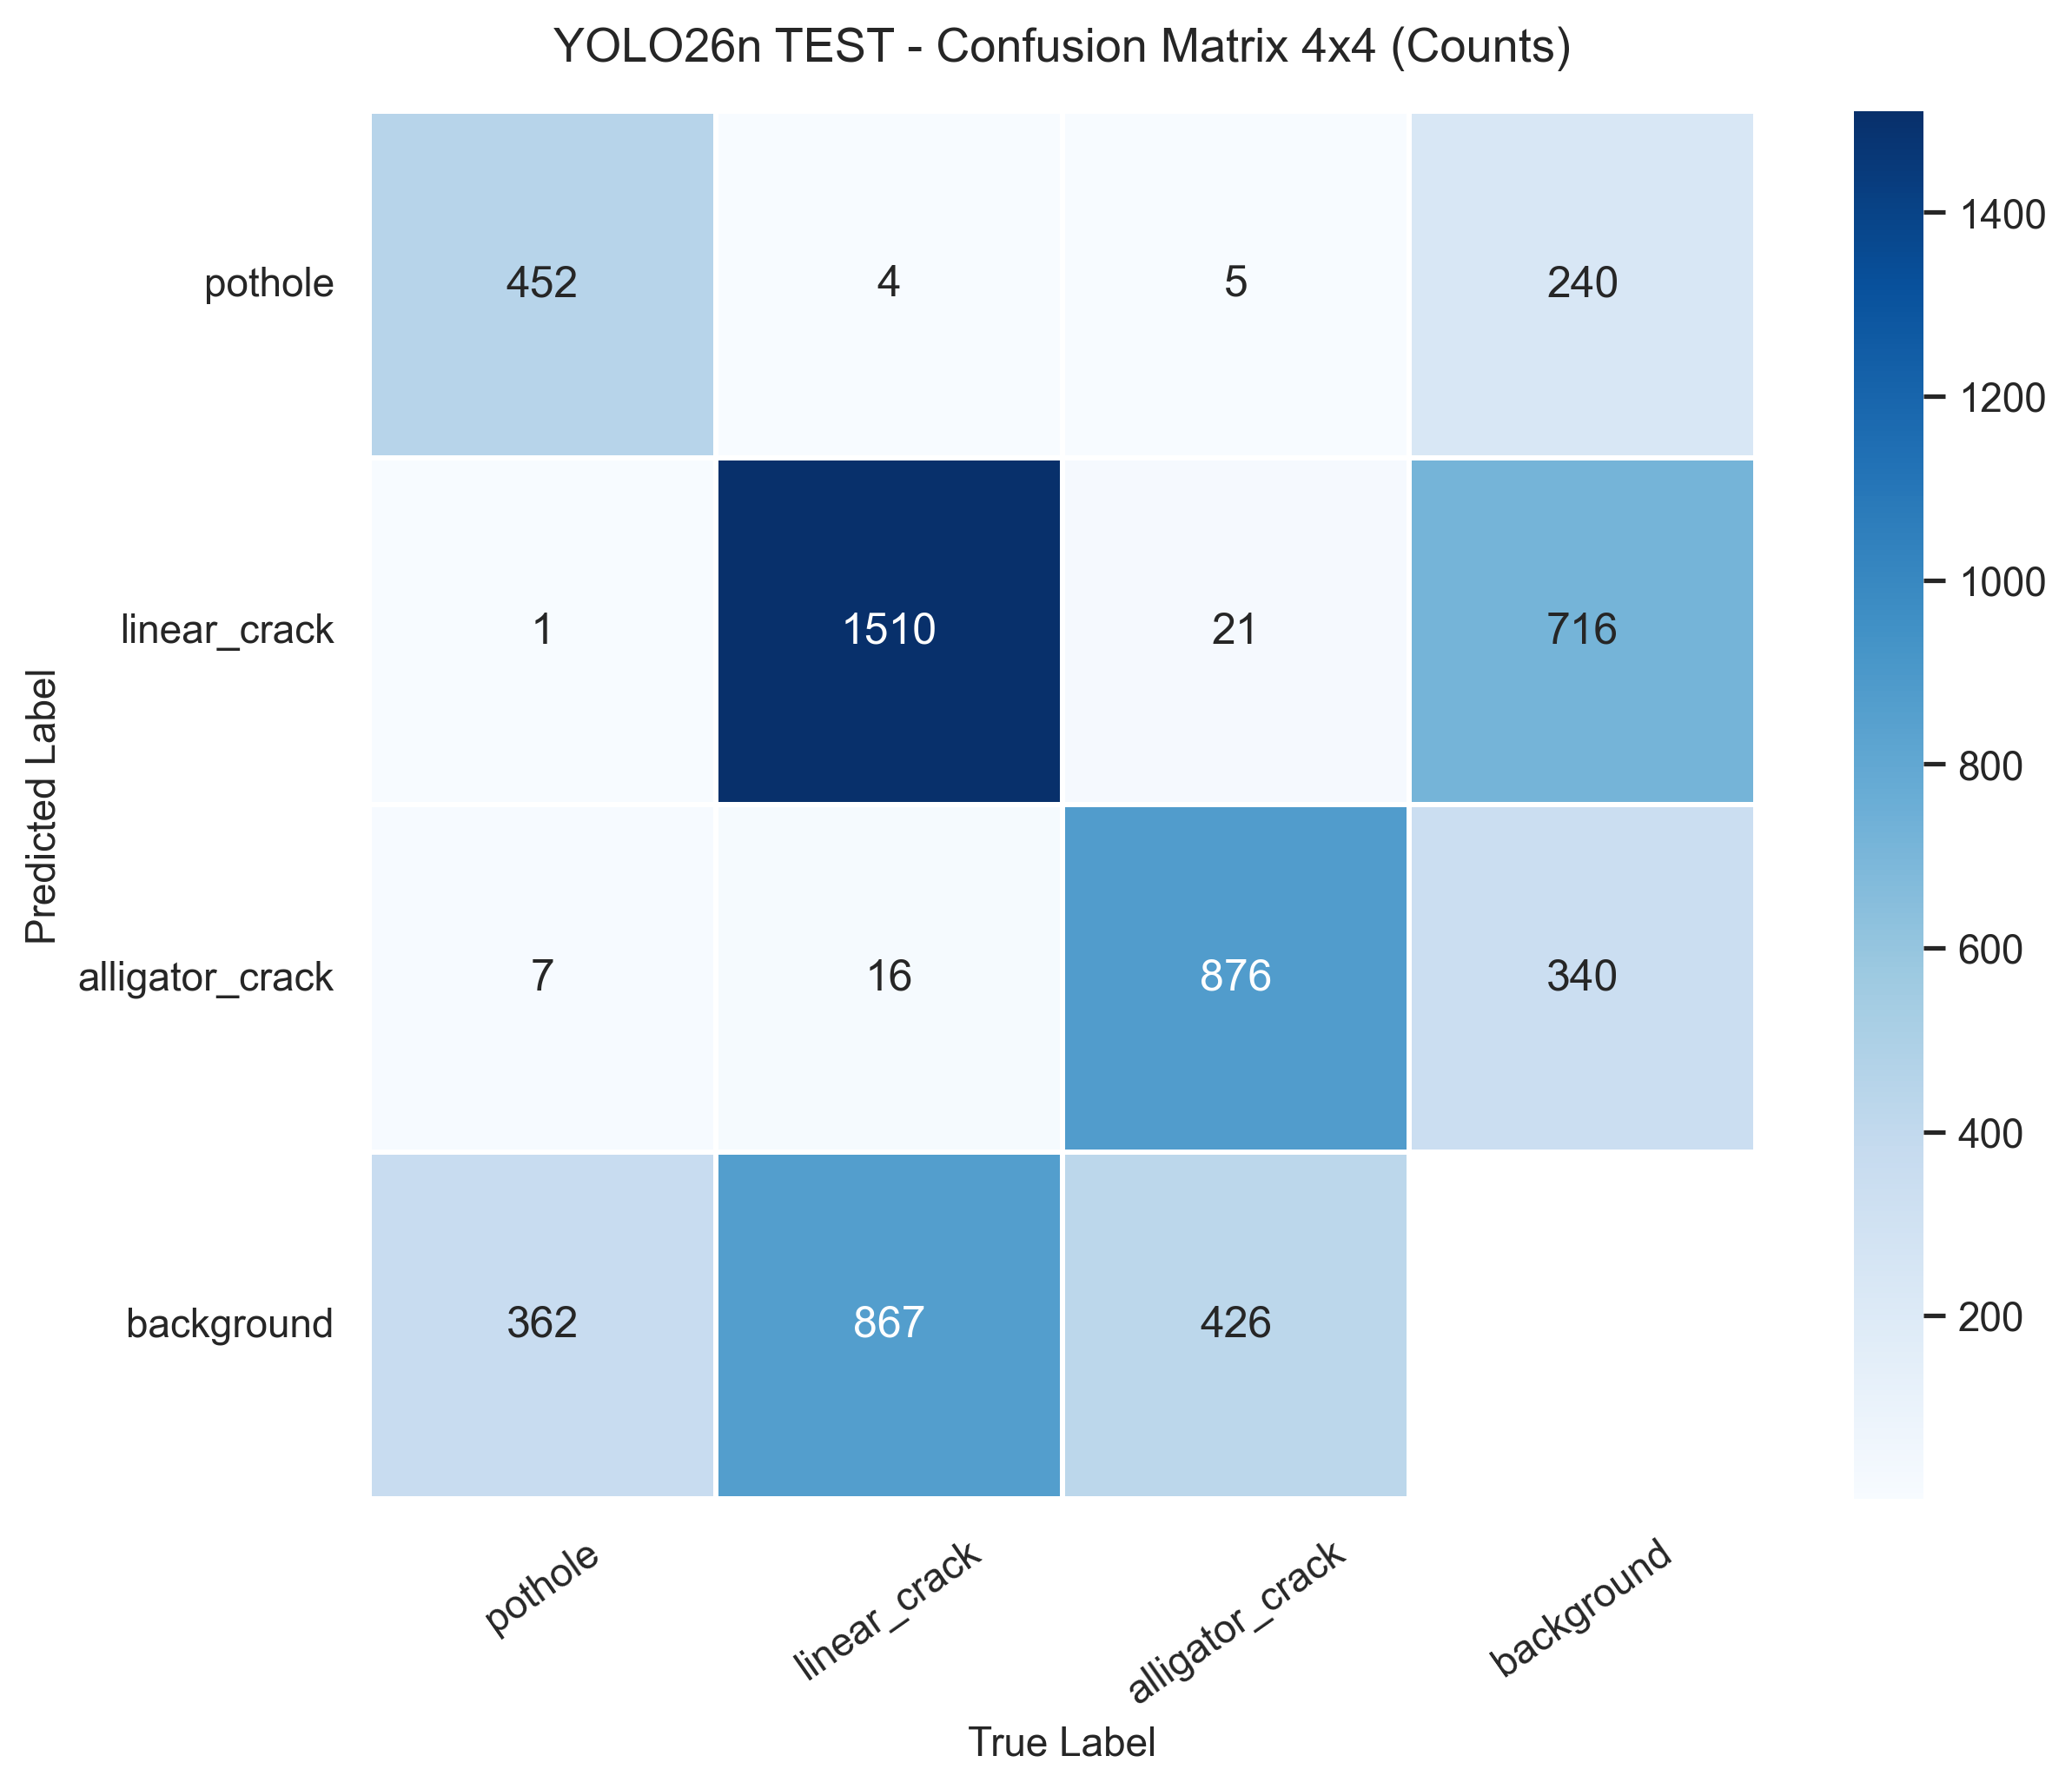 YOLO26n TEST - Confusion Matrix 4x4 (Counts)
Predicted Label
pothole 452 4 5 240
linear_crack 1 1510 21 716
alligator_crack 7 16 876 340
background 362 867 426
pothole linear_crack alligator_crack background
True Label
1400
1200
1000
800
600
400
200